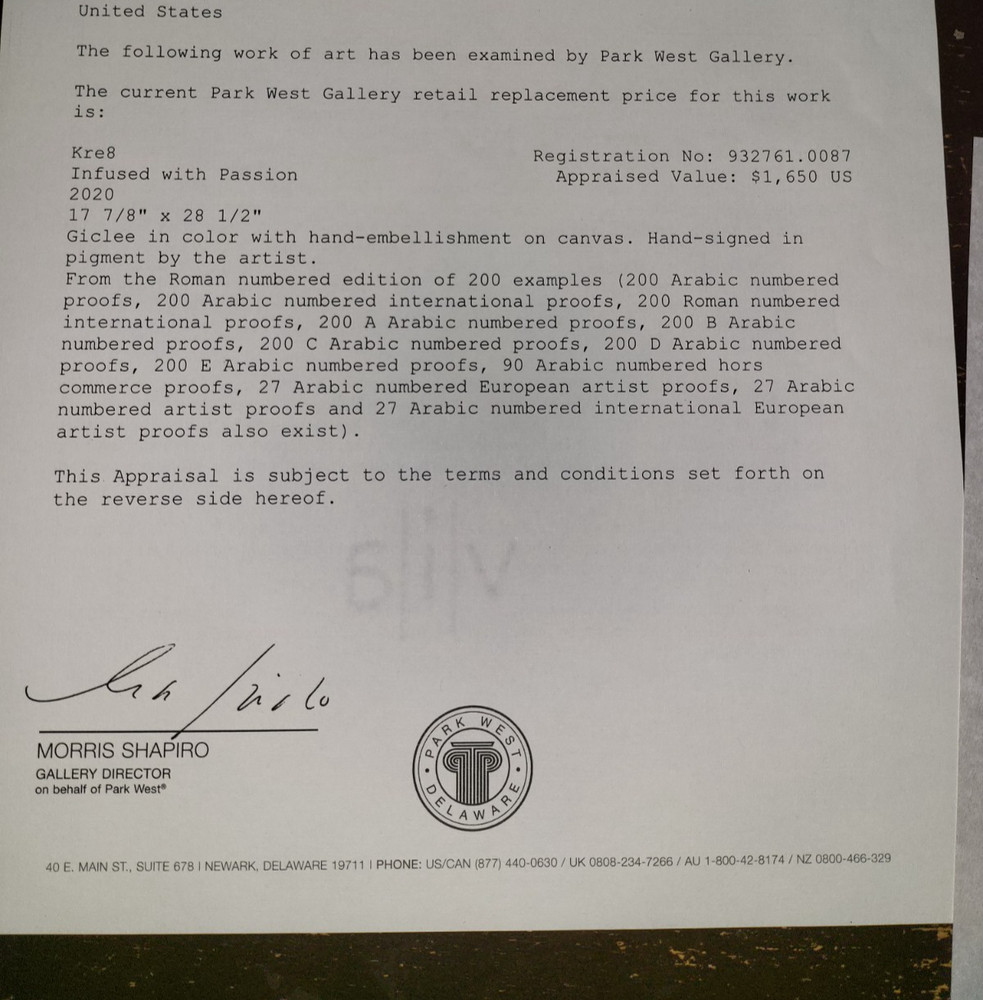 United States
The following work of art has been examined by Park West Gallery.
The current Park West Gallery retail replacement price for this work
is:
Kre8
Registration No: 932761.0087
Infused with Passion
Appraised Value: $1,650 US
2020
17 7/8" x 28 1/2"
Giclee in color with hand-embellishment on canvas. Hand-signed in
pigment by the artist.
From the Roman numbered edition of 200 examples (200 Arabic numbered
proofs, 200 Arabic numbered international proofs, 200 Roman numbered
international proofs, 200 A Arabic numbered proofs, 200 B Arabic
numbered proofs, 200 C Arabic numbered proofs, 200 D Arabic numbered
proofs, 200 E Arabic numbered proofs, 90 Arabic numbered hors
commerce proofs, 27 Arabic numbered European artist proofs, 27 Arabic
numbered artist proofs and 27 Arabic numbered international European
artist proofs also exist).
This Appraisal is subject to the terms and conditions set forth on
the reverse side hereof.
MORRIS SHAPIRO
GALLERY DIRECTOR
on behalf of Park West®
PARK WEST
DELAWARE
40 E. MAIN ST., SUITE 678 | NEWARK, DELAWARE 19711 | PHONE: US/CAN (877) 440-0630 / UK 0808-234-7266 / AU 1-800-42-8174 / NZ 0800-466-329